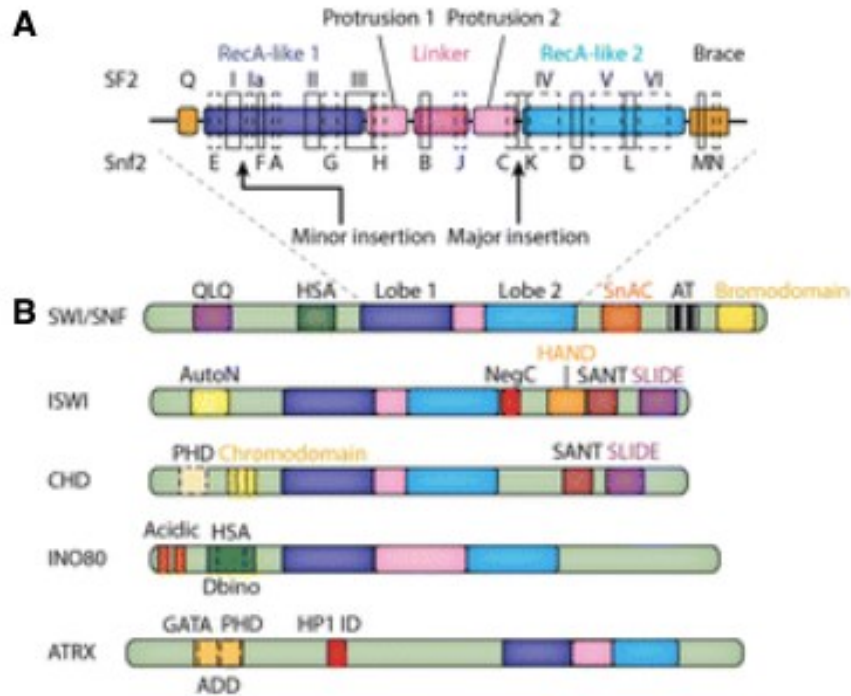 A
Protrusion 1 Protrusion 2
RecA-like 1 Linker RecA-like 2 Brace
SF2 Q I Ia II III IV V VI
Snf2 E F A G H B J C K D L M N
Minor insertion Major insertion
B
QLQ HSA Lobe 1 Lobe 2 SnAC AT Bromodomain
SWI/SNF
HAND
AutoN NegC SANT SLIDE
ISWI
PHD Chromodomain SANT SLIDE
CHD
Acidic HSA
INO80
Dbino
GATA PHD HP1 ID
ATRX
ADD